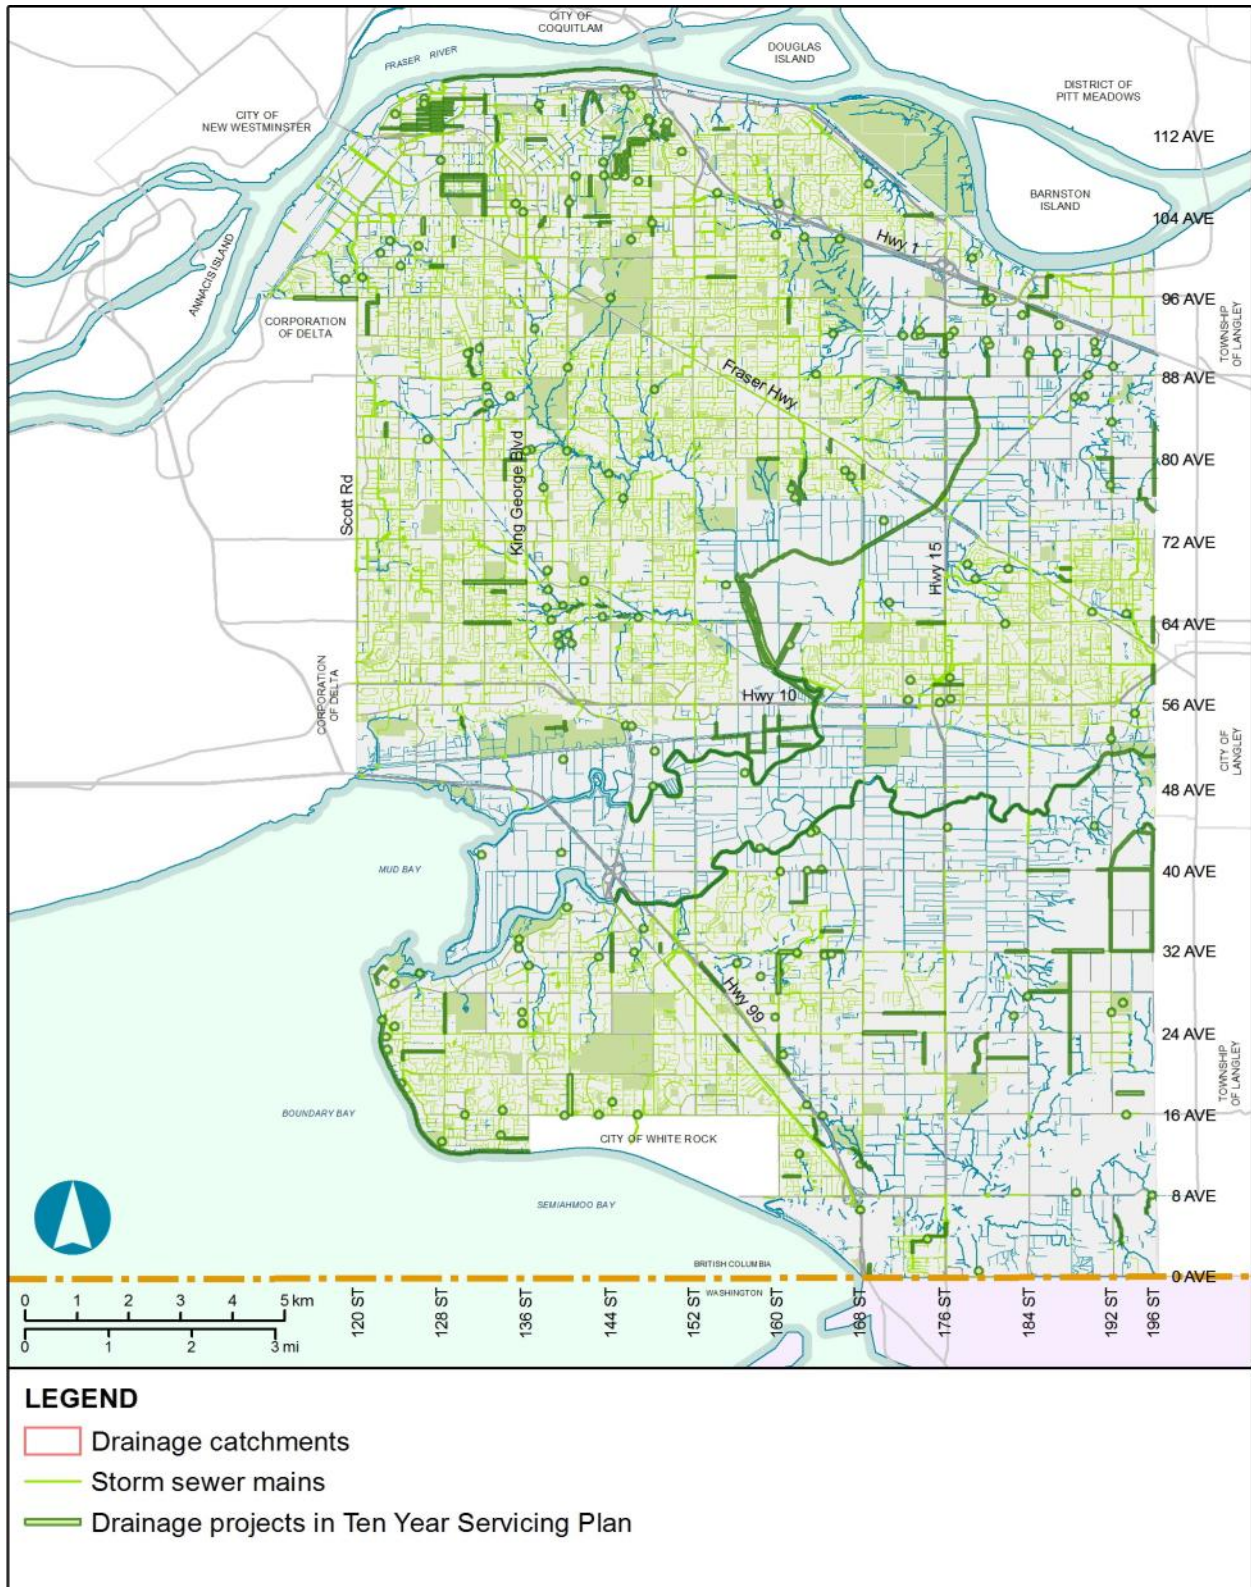 CITY OF
COQUITLAM
FRASER RIVER
DOUGLAS
ISLAND
DISTRICT OF
PITT MEADOWS
CITY OF
NEW WESTMINSTER
112 AVE
BARNSTON
ISLAND
104 AVE
Hwy 1
ANNACIS ISLAND
96 AVE
CORPORATION
OF DELTA
TOWNSHIP
OF LANGLEY
88 AVE
Fraser Hwy
King George Blvd
80 AVE
Scott Rd
72 AVE
Hwy 15
64 AVE
CORPORATION
OF DELTA
Hwy 10
56 AVE
CITY OF
LANGLEY
48 AVE
MUD BAY
40 AVE
32 AVE
Hwy 99
24 AVE
TOWNSHIP
OF LANGLEY
BOUNDARY BAY
16 AVE
CITY OF WHITE ROCK
SEMIAHMOO BAY
8 AVE
BRITISH COLUMBIA
0 AVE
WASHINGTON
0 1 2 3 4 5 km
0 1 2 3 mi
120 ST
128 ST
136 ST
144 ST
152 ST
160 ST
168 ST
176 ST
184 ST
192 ST
196 ST
LEGEND
Drainage catchments
Storm sewer mains
Drainage projects in Ten Year Servicing Plan